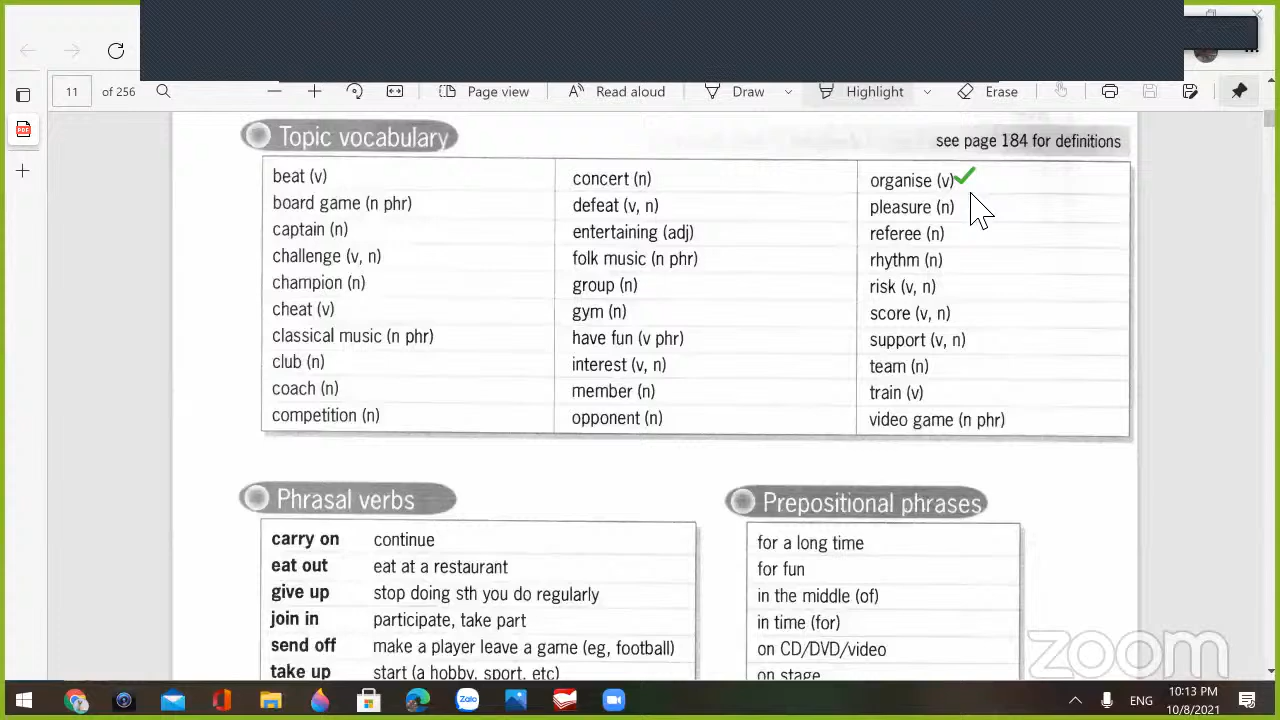 11 of 256
Page view
Read aloud
Draw
Highlight
Erase
Topic vocabulary
see page 184 for definitions
beat (v)
board game (n phr)
captain (n)
challenge (v, n)
champion (n)
cheat (v)
classical music (n phr)
club (n)
coach (n)
competition (n)
concert (n)
defeat (v, n)
entertaining (adj)
folk music (n phr)
group (n)
gym (n)
have fun (v phr)
interest (v, n)
member (n)
opponent (n)
organise (v)
pleasure (n)
referee (n)
rhythm (n)
risk (v, n)
score (v, n)
support (v, n)
team (n)
train (v)
video game (n phr)
Phrasal verbs
carry on continue
eat out eat at a restaurant
give up stop doing sth you do regularly
join in participate, take part
send off make a player leave a game (eg, football)
take up start (a hobby, sport, etc)
Prepositional phrases
for a long time
for fun
in the middle (of)
in time (for)
on CD/DVD/video
on stage
zoom
Zalo
ENG
10:13 PM
10/8/2021